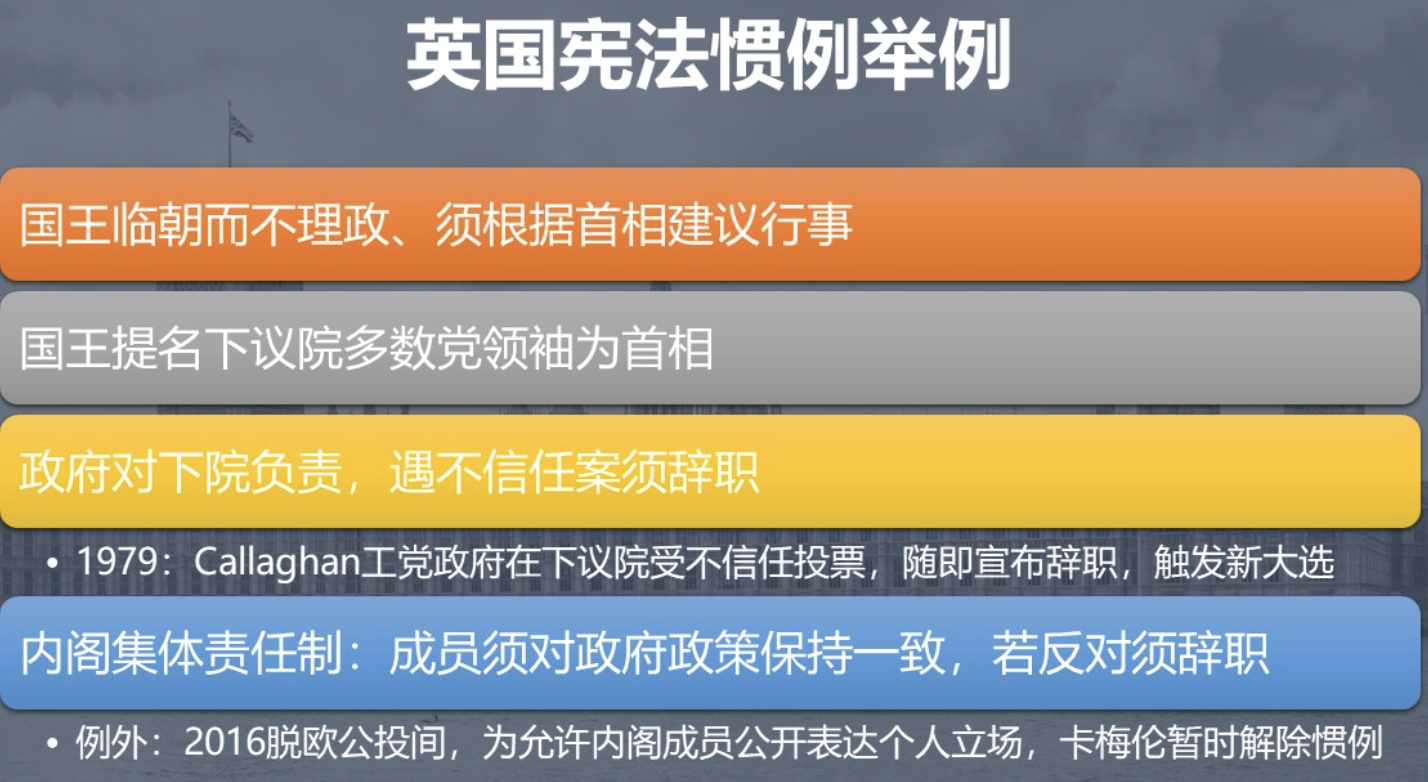 英国宪法惯例举例
国王临朝而不理政、须根据首相建议行事
国王提名下议院多数党领袖为首相
政府对下院负责，遇不信任案须辞职
• 1979：Callaghan工党政府在下议院受不信任投票，随即宣布辞职，触发新大选
内阁集体责任制：成员须对政府政策保持一致，若反对须辞职
• 例外：2016脱欧公投间，为允许内阁成员公开表达个人立场，卡梅伦暂时解除惯例